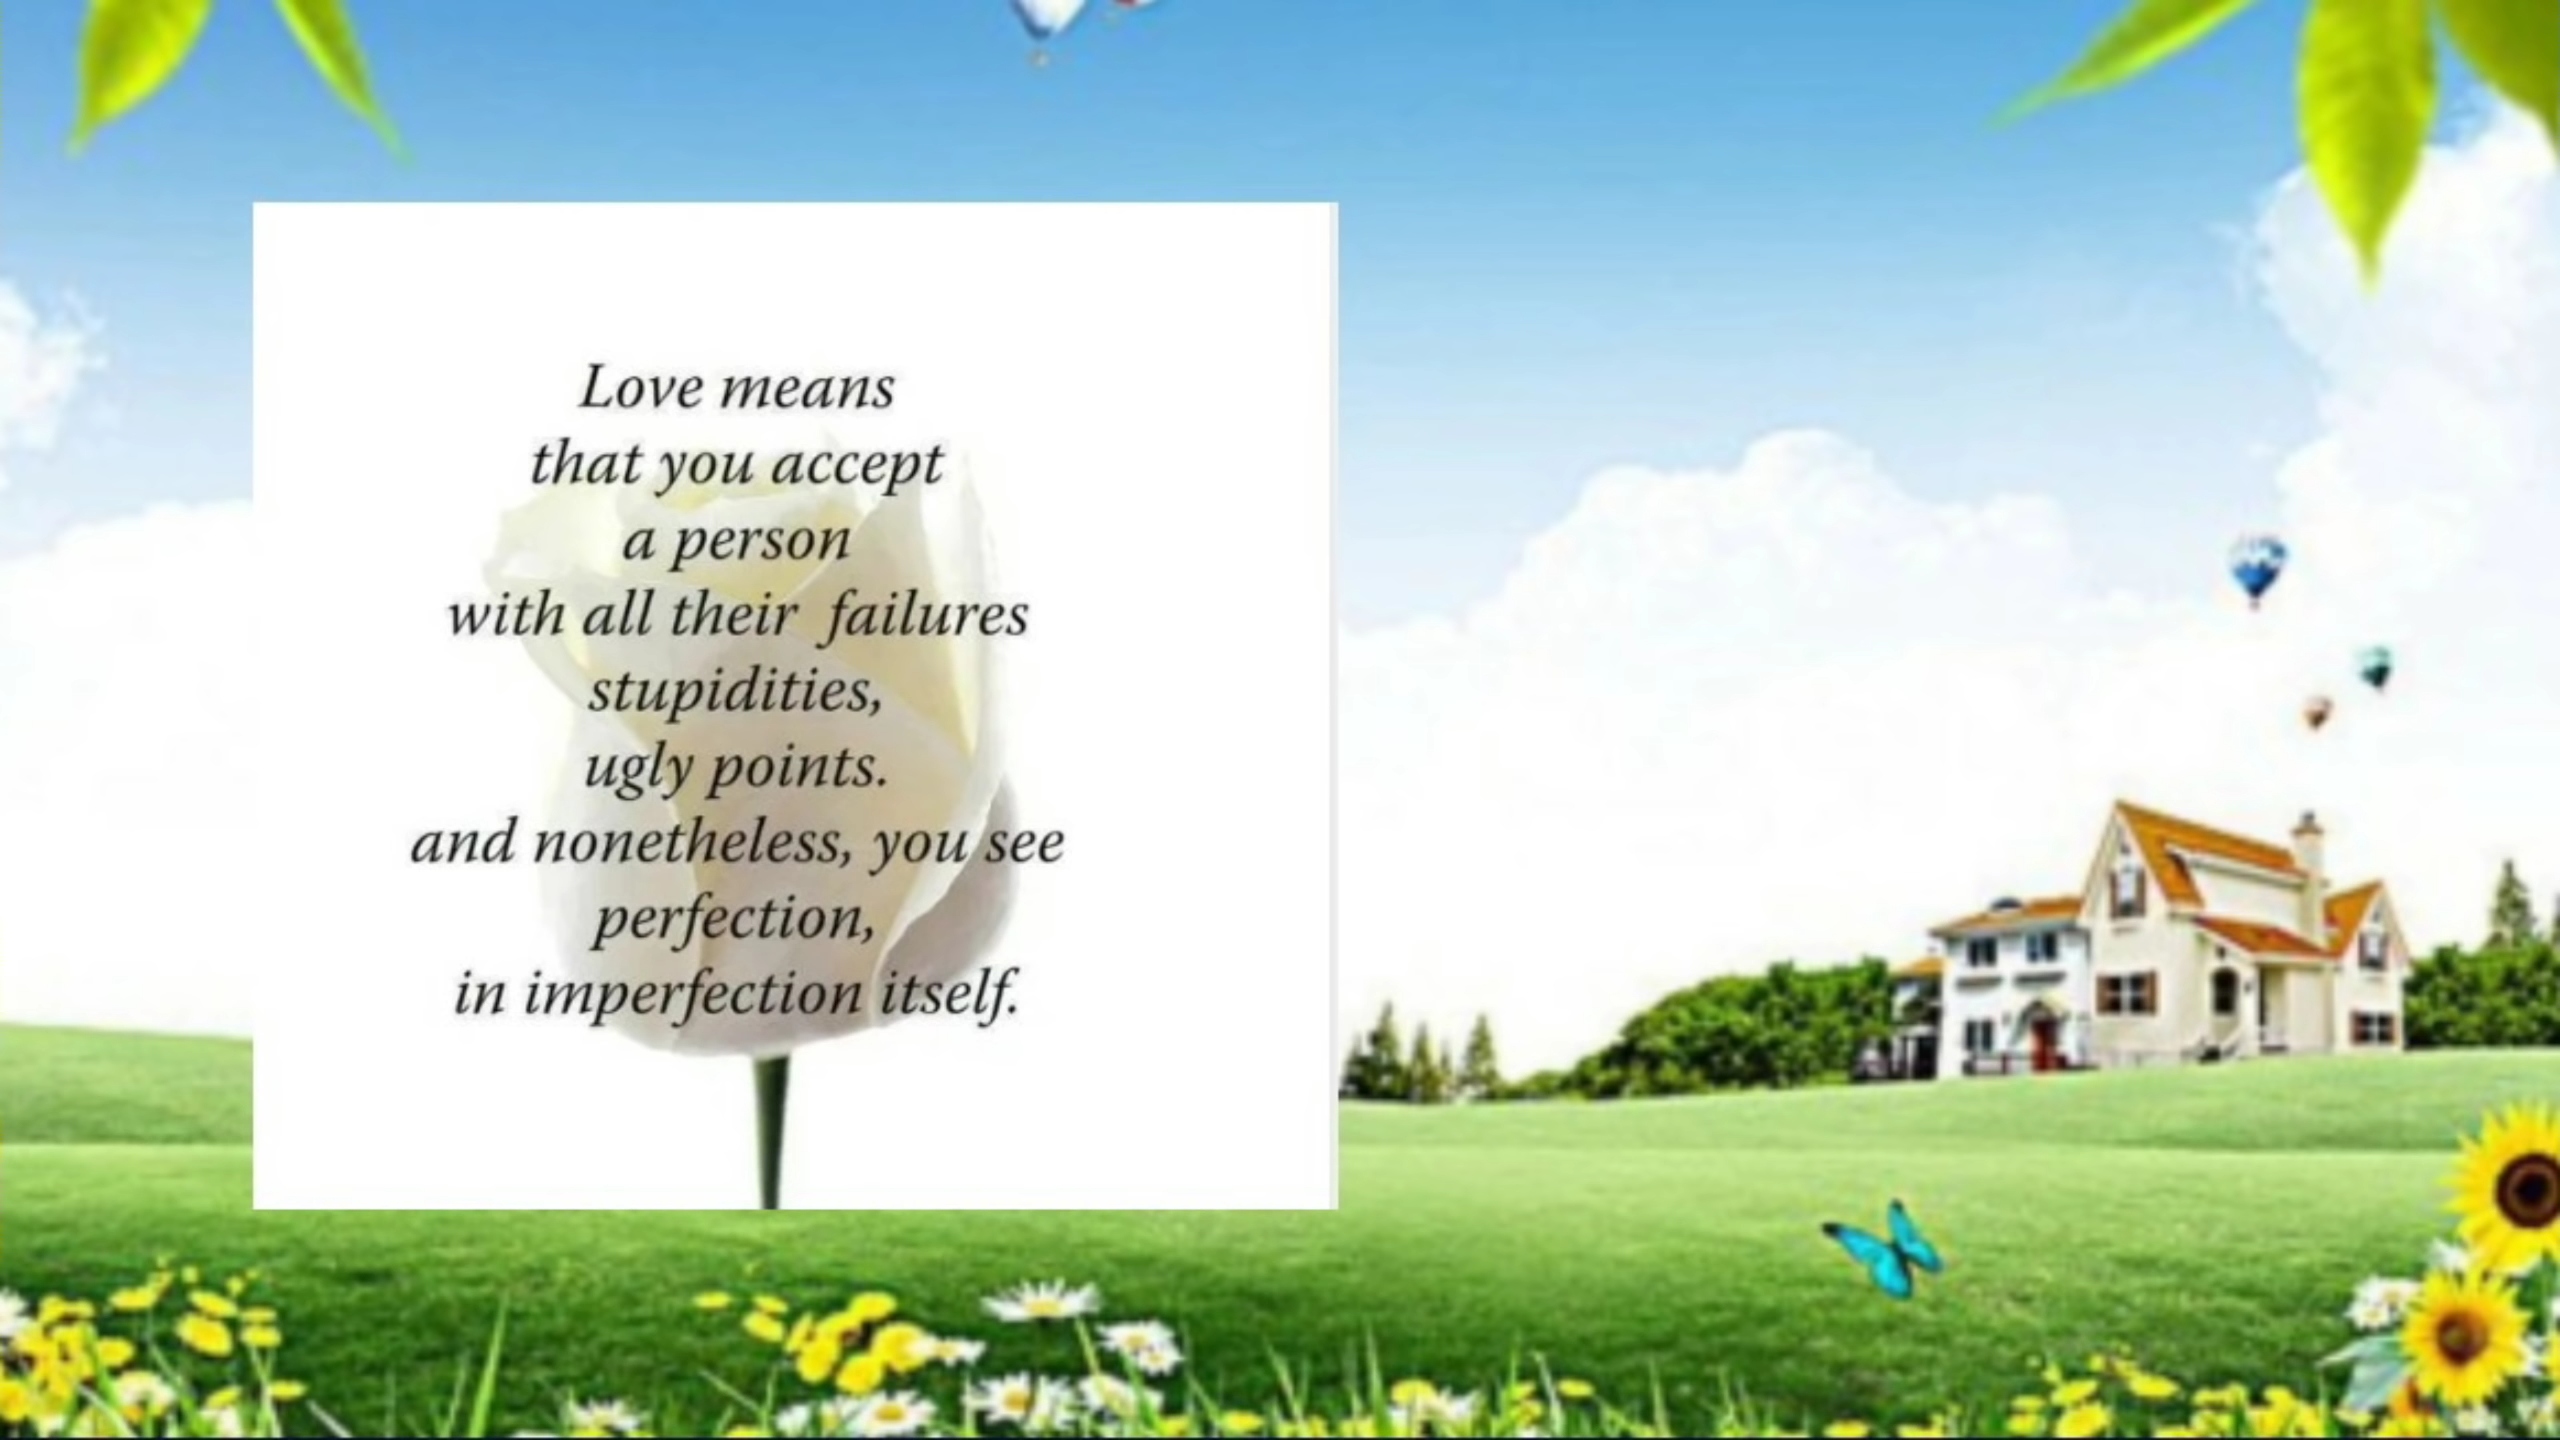 Love means
that you accept
a person
with all their failures
stupidities,
ugly points.
and nonetheless, you see
perfection,
in imperfection itself.